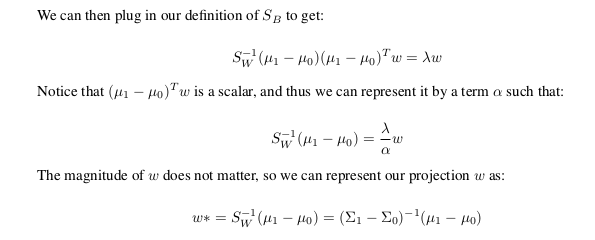 We can then plug in our definition of $S_B$ to get:
$S_W^{-1}(\mu_1 - \mu_0)(\mu_1 - \mu_0)^T w = \lambda w$
Notice that $(\mu_1 - \mu_0)^T w$ is a scalar, and thus we can represent it by a term $\alpha$ such that:
$S_W^{-1}(\mu_1 - \mu_0) = \frac{\lambda}{\alpha} w$
The magnitude of $w$ does not matter, so we can represent our projection $w$ as:
$w* = S_W^{-1}(\mu_1 - \mu_0) = (\Sigma_1 - \Sigma_0)^{-1}(\mu_1 - \mu_0)$